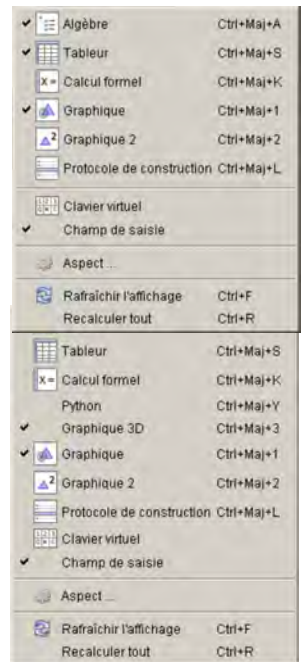 Algèbre Ctrl+Maj+A
Tableur Ctrl+Maj+S
Calcul formel Ctrl+Maj+K
Graphique Ctrl+Maj+1
Graphique 2 Ctrl+Maj+2
Protocole de construction Ctrl+Maj+L
Clavier virtuel
Champ de saisie
Aspect ...
Rafraîchir l'affichage Ctrl+F
Recalculer tout Ctrl+R
Tableur Ctrl+Maj+S
Calcul formel Ctrl+Maj+K
Python Ctrl+Maj+Y
Graphique 3D Ctrl+Maj+3
Graphique Ctrl+Maj+1
Graphique 2 Ctrl+Maj+2
Protocole de construction Ctrl+Maj+L
Clavier virtuel
Champ de saisie
Aspect ...
Rafraîchir l'affichage Ctrl+F
Recalculer tout Ctrl+R